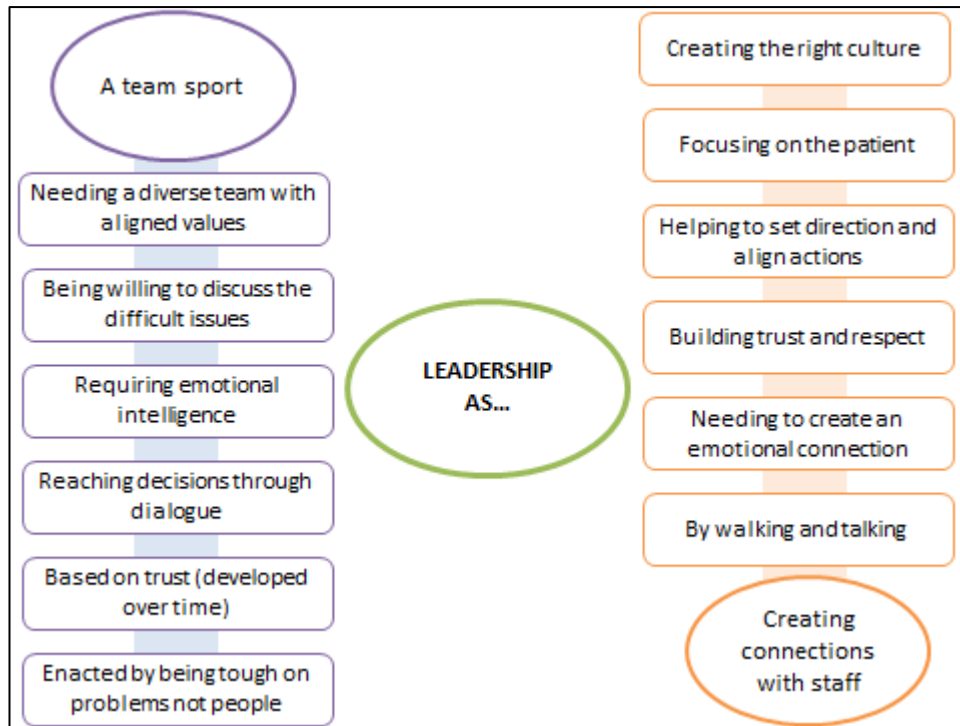 A team sport
Needing a diverse team with
aligned values
Being willing to discuss the
difficult issues
Requiring emotional
intelligence
Reaching decisions through
dialogue
Based on trust (developed
over time)
Enacted by being tough on
problems not people
LEADERSHIP
AS...
Creating the right culture
Focusing on the patient
Helping to set direction and
align actions
Building trust and respect
Needing to create an
emotional connection
By walking and talking
Creating
connections
with staff